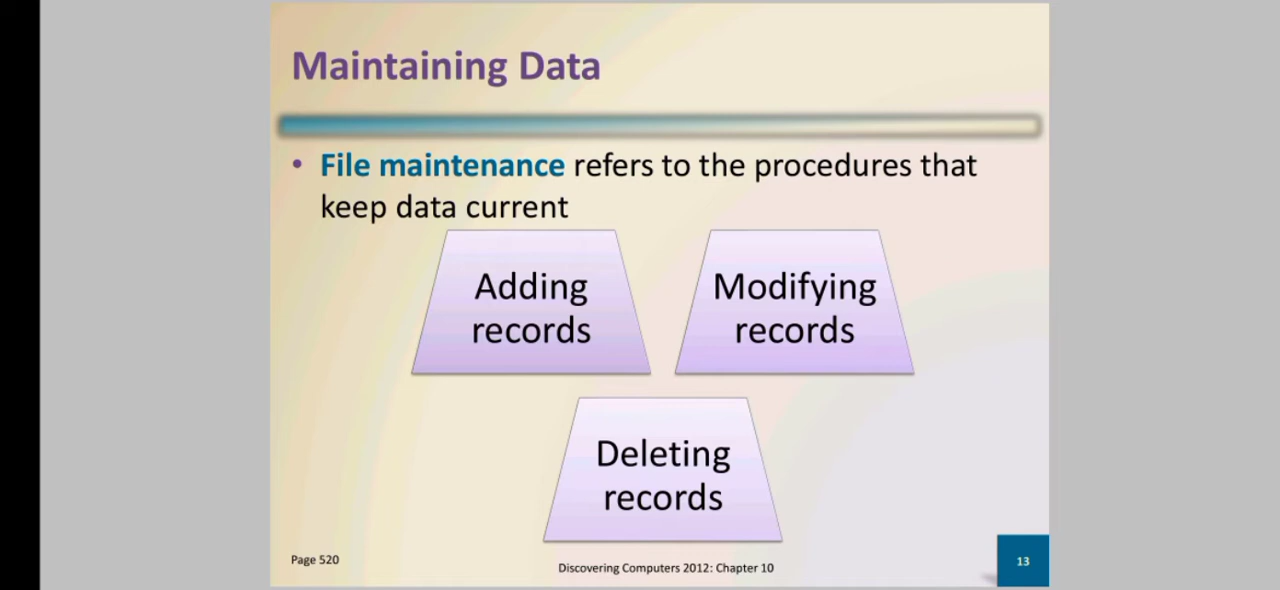 Maintaining Data
• File maintenance refers to the procedures that
keep data current
Adding
records
Modifying
records
Deleting
records
Page 520
Discovering Computers 2012: Chapter 10
13